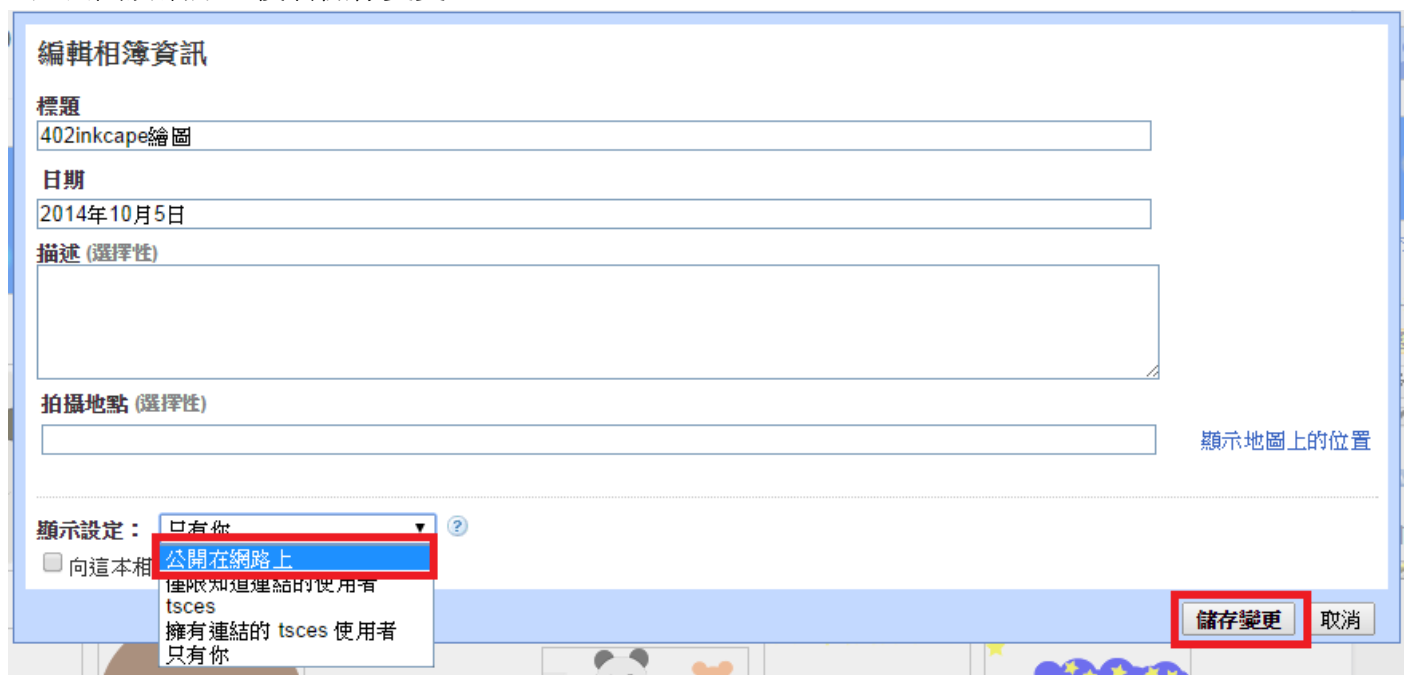 編輯相簿資訊
標題
402inkcape繪圖
日期
2014年10月5日
描述 (選擇性)
拍攝地點 (選擇性)
顯示地圖上的位置
顯示設定： 只有你
公開在網路上
向這本相
僅限知道連結的使用者
tsces
擁有連結的 tsces 使用者
只有你
儲存變更 取消